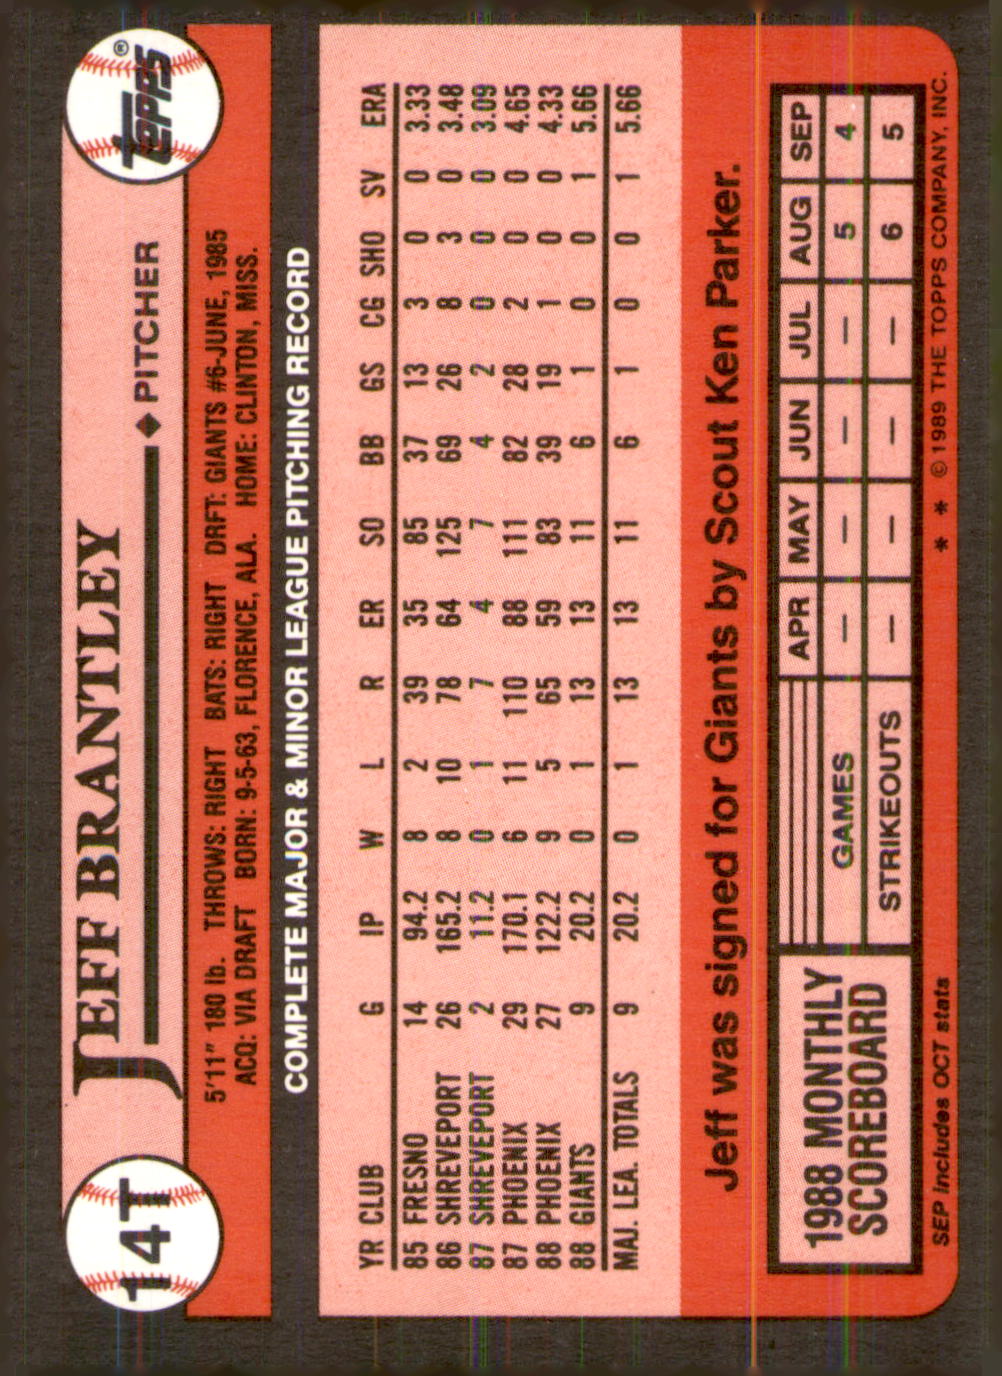 14T
JEFF BRANTLEY
◆ PITCHER
TOPPS®
5'11" 180 lb. THROWS: RIGHT BATS: RIGHT DRFT: GIANTS #6-JUNE, 1985
ACQ: VIA DRAFT BORN: 9-5-63, FLORENCE, ALA. HOME: CLINTON, MISS.
COMPLETE MAJOR & MINOR LEAGUE PITCHING RECORD
YR CLUB G IP W L R ER SO BB GS CG SHO SV ERA
85 FRESNO 14 94.2 8 2 39 35 85 37 13 3 0 0 3.33
86 SHREVEPORT 26 165.2 8 10 78 64 125 69 26 8 3 0 3.48
87 SHREVEPORT 2 11.2 0 1 7 4 7 4 2 0 0 0 3.09
87 PHOENIX 29 170.1 6 11 110 88 111 82 28 2 0 0 4.65
88 PHOENIX 27 122.2 9 5 65 59 83 39 19 1 0 0 4.33
88 GIANTS 9 20.2 0 1 13 13 11 6 1 0 0 1 5.66
MAJ. LEA. TOTALS 9 20.2 0 1 13 13 11 6 1 0 0 1 5.66
Jeff was signed for Giants by Scout Ken Parker.
1988 MONTHLY
SCOREBOARD
APR MAY JUN JUL AUG SEP
GAMES — — — — 5 4
STRIKEOUTS — — — — 6 5
SEP includes OCT stats
* * © 1989 THE TOPPS COMPANY, INC.